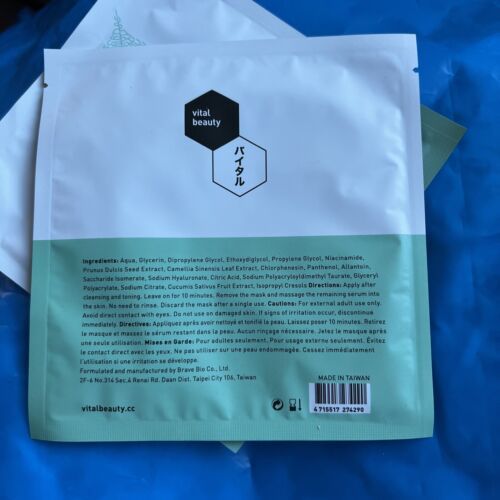 vital
beauty
バイタル
Ingredients: Aqua, Glycerin, Dipropylene Glycol, Ethoxydiglycol, Propylene Glycol, Niacinamide,
Prunus Dulcis Seed Extract, Camellia Sinensis Leaf Extract, Chlorphenesin, Panthenol, Allantoin,
Saccharide Isomerate, Sodium Hyaluronate, Citric Acid, Sodium Polyacryloyldimethyl Taurate, Glyceryl
Polyacrylate, Sodium Citrate, Cucumis Sativus Fruit Extract, Isopropyl Cresols Directions: Apply after
cleansing and toning. Leave on for 10 minutes. Remove the mask and massage the remaining serum into
the skin. No need to rinse. Discard the mask after a single use. Cautions: For external adult use only.
Avoid direct contact with eyes. Do not use on damaged skin. If signs of irritation occur, discontinue
immediately. Directives: Appliquez après avoir nettoyé et tonifié la peau. Laissez poser 10 minutes. Retirez
le masque et massez le sérum restant dans la peau. Aucun rinçage nécessaire. Jetez le masque après
une seule utilisation. Mises en Garde: Pour adultes seulement. Pour usage externe seulement. Évitez
le contact direct avec les yeux. Ne pas utiliser sur une peau endommagée. Cessez immédiatement
l'utilisation si une irritation se développe.
Formulated and manufactured by Brave Bio Co., Ltd.
2F-6 No.314 Sec,4 Renai Rd. Daan Dist. Taipei City 106, Taiwan
MADE IN TAIWAN
vitalbeauty.cc
4 715517 274290